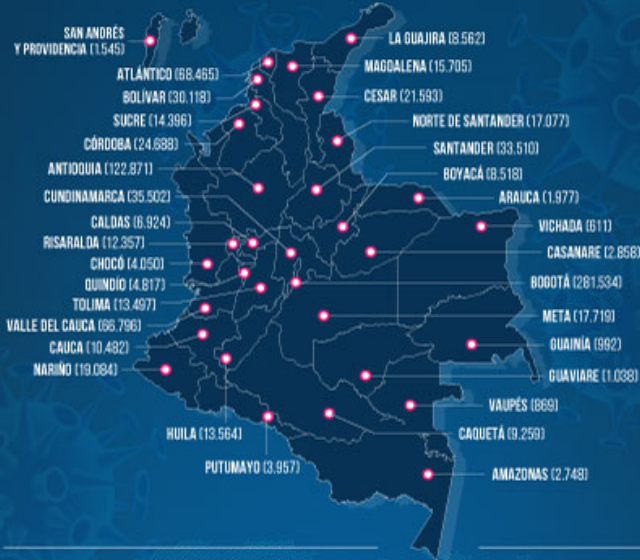 SAN ANDRÉS
Y PROVIDENCIA (1.545)
ATLÁNTICO (68.465)
BOLÍVAR (30.118)
SUCRE (14.396)
CÓRDOBA (24.688)
ANTIOQUIA (122.871)
CUNDINAMARCA (35.502)
CALDAS (6.924)
RISARALDA (12.357)
CHOCÓ (4.050)
QUINDÍO (4.817)
TOLIMA (13.497)
VALLE DEL CAUCA (66.796)
CAUCA (10.482)
NARIÑO (19.084)
HUILA (13.564)
PUTUMAYO (3.957)
LA GUAJIRA (8.562)
MAGDALENA (15.705)
CESAR (21.593)
NORTE DE SANTANDER (17.077)
SANTANDER (33.510)
BOYACÁ (8.518)
ARAUCA (1.977)
VICHADA (611)
CASANARE (2.858)
BOGOTÁ (281.534)
META (17.719)
GUAINÍA (992)
GUAVIARE (1.038)
VAUPÉS (869)
CAQUETÁ (9.259)
AMAZONAS (2.748)